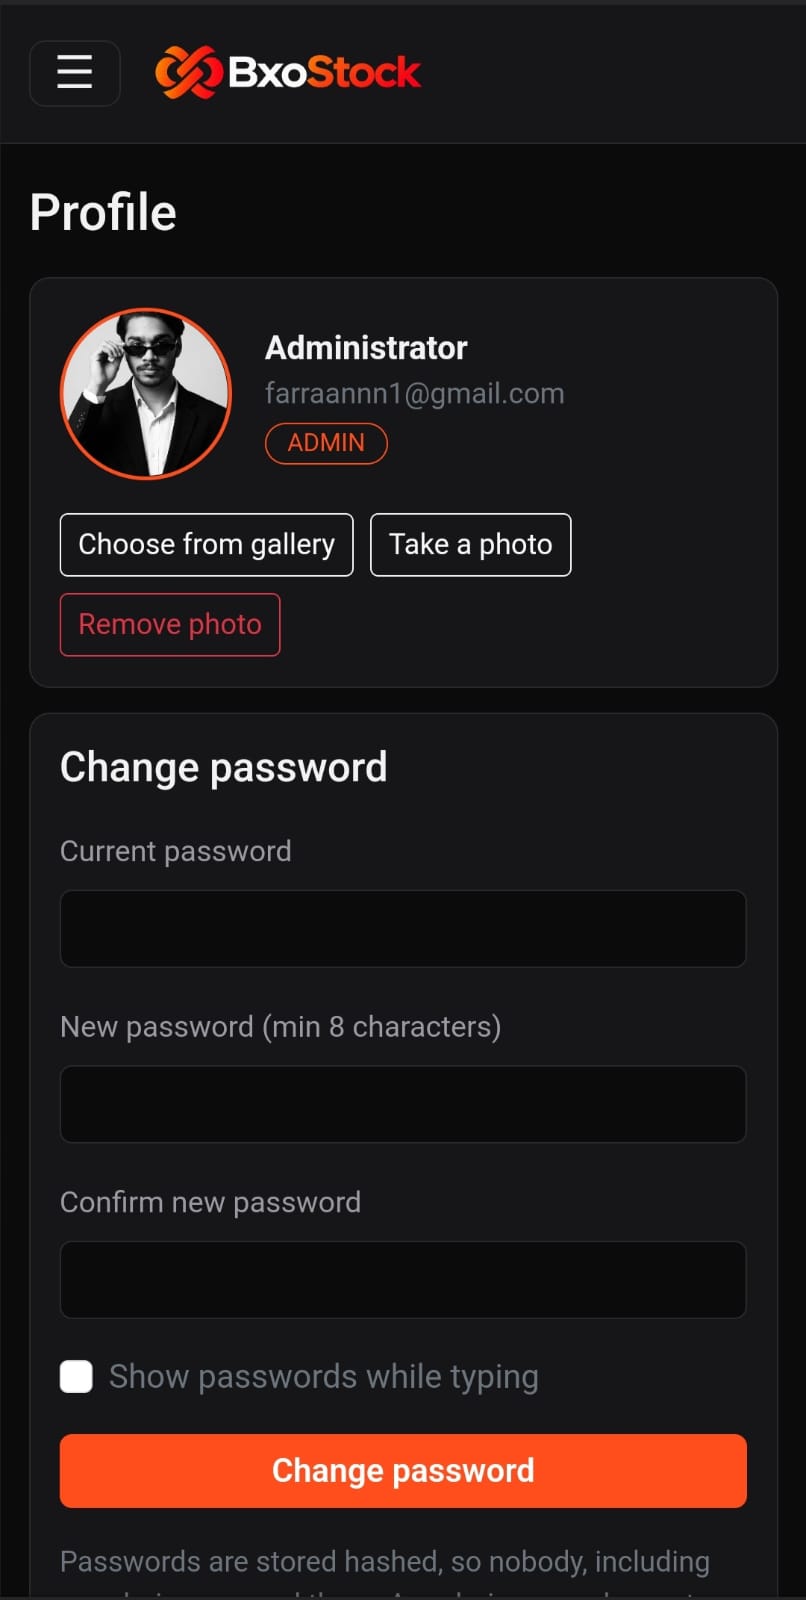 BxoStock
Profile
Administrator
farraannn1@gmail.com
ADMIN
Choose from gallery
Take a photo
Remove photo
Change password
Current password
New password (min 8 characters)
Confirm new password
Show passwords while typing
Change password
Passwords are stored hashed, so nobody, including